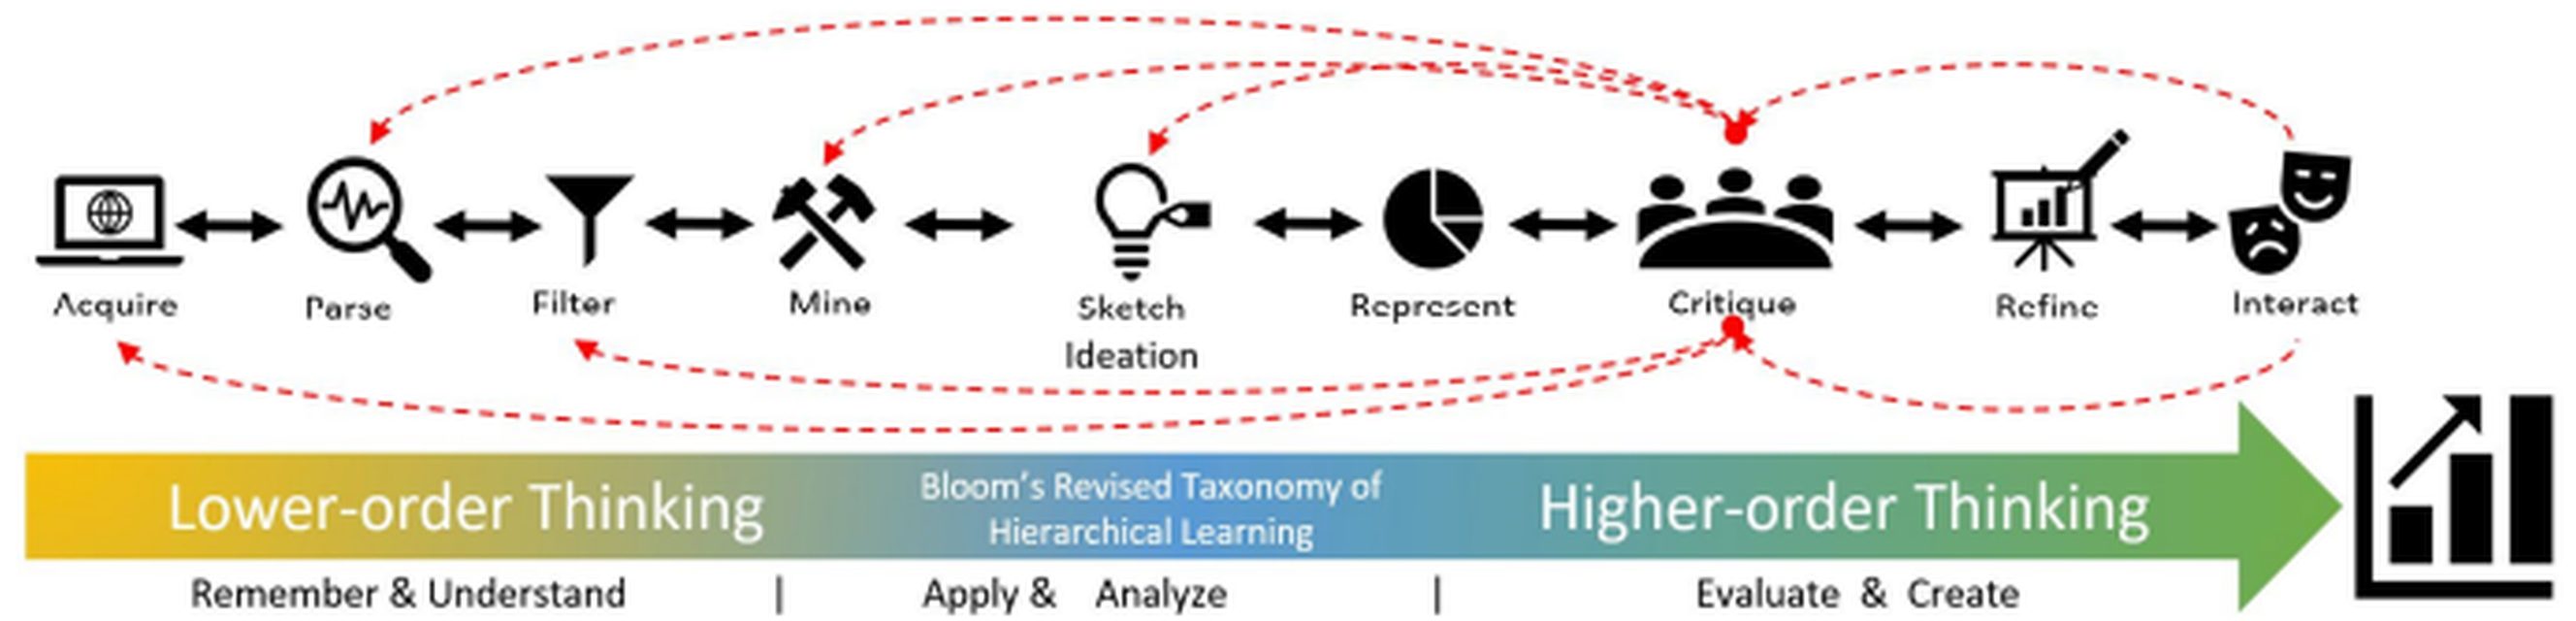 Acquire
Parse
Filter
Mine
Sketch
Ideation
Represent
Critique
Refine
Interact
Lower-order Thinking
Bloom's Revised Taxonomy of
Hierarchical Learning
Higher-order Thinking
Remember & Understand | Apply & Analyze | Evaluate & Create